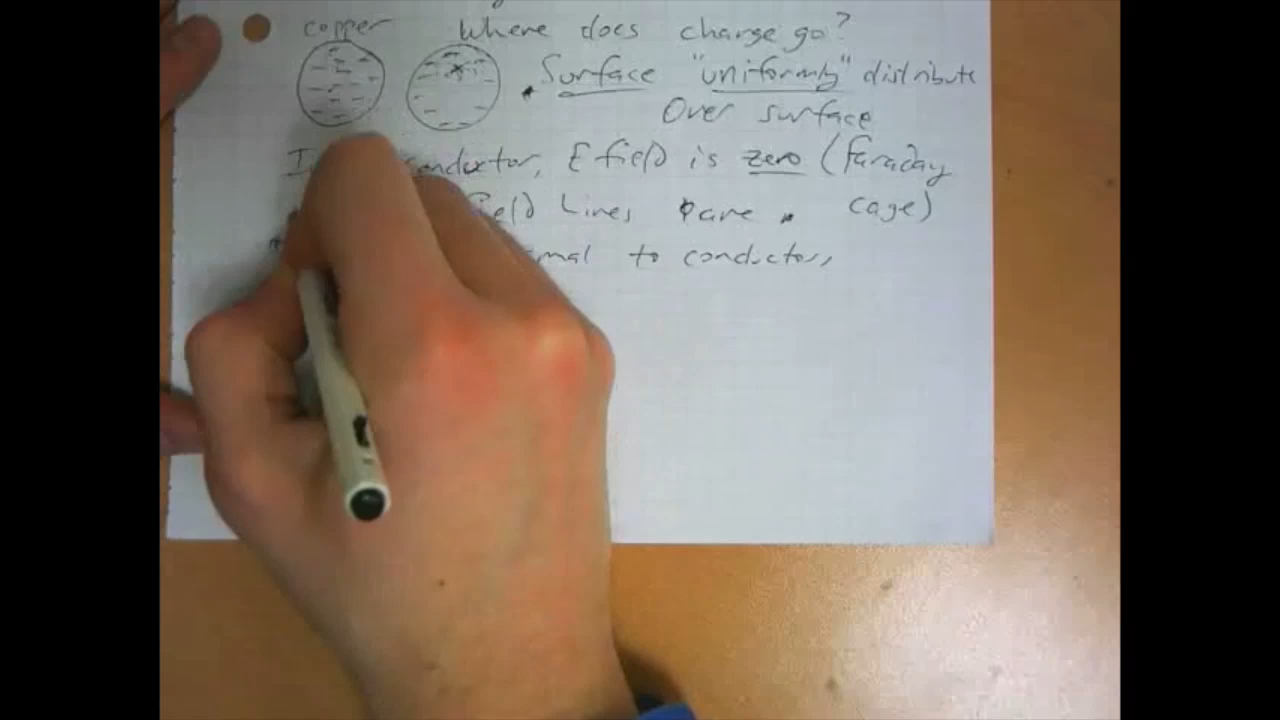 copper Where does charge go?
Surface "uniformly" distribute
Over surface
conductor, E field is zero (faraday
field Lines are cage)
to conductor,